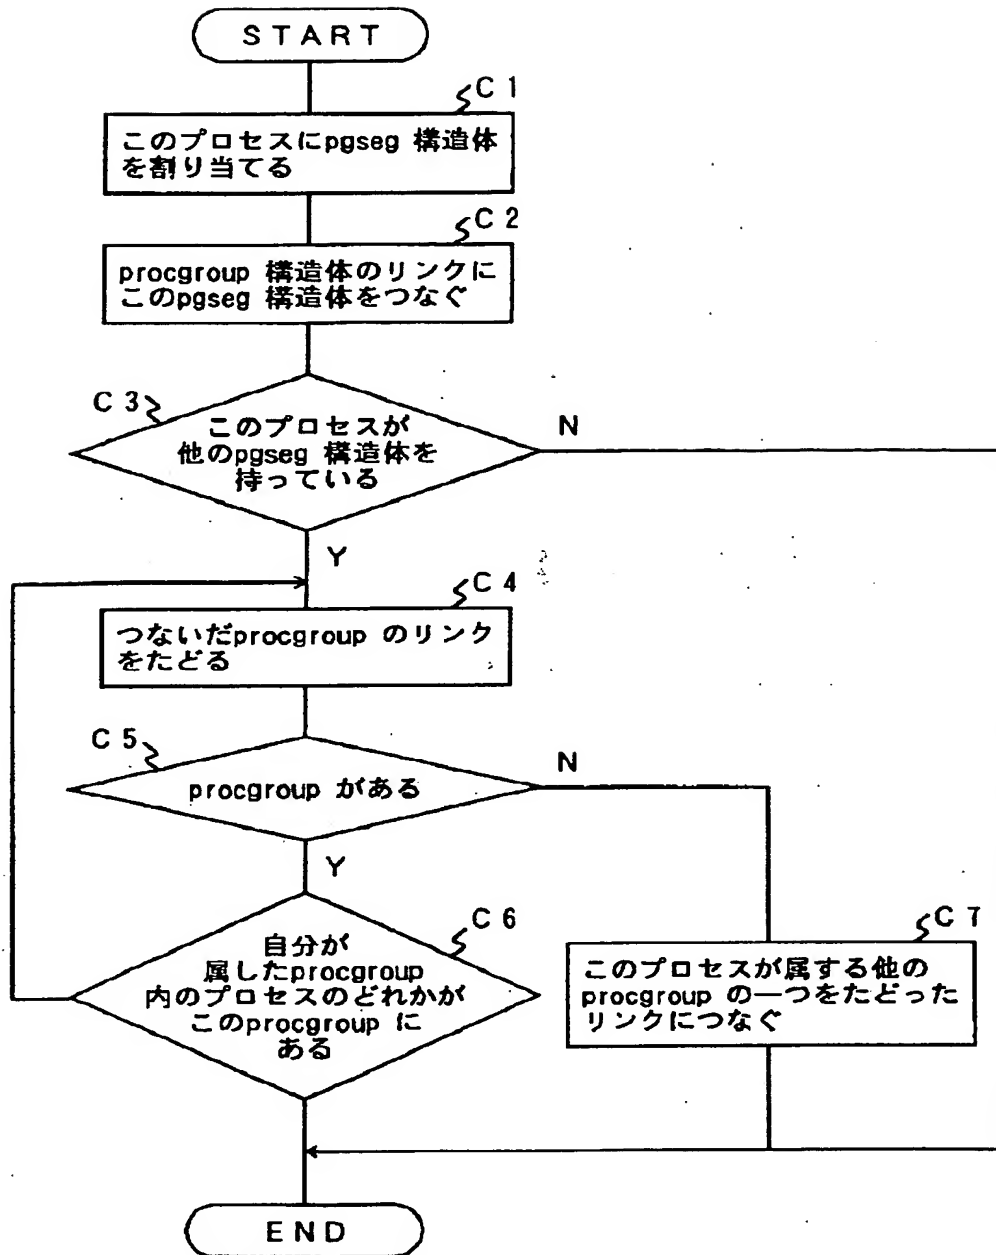 START
C1
このプロセスにpgseg 構造体
を割り当てる
C2
procgroup 構造体のリンクに
このpgseg 構造体をつなぐ
C3
このプロセスが
他のpgseg 構造体を
持っている
N
Y
C4
つないだprocgroup のリンク
をたどる
C5
procgroup がある
N
Y
C6
自分が
属したprocgroup
内のプロセスのどれかが
このprocgroup に
ある
C7
このプロセスが属する他の
procgroup の一つをたどった
リンクにつなぐ
END